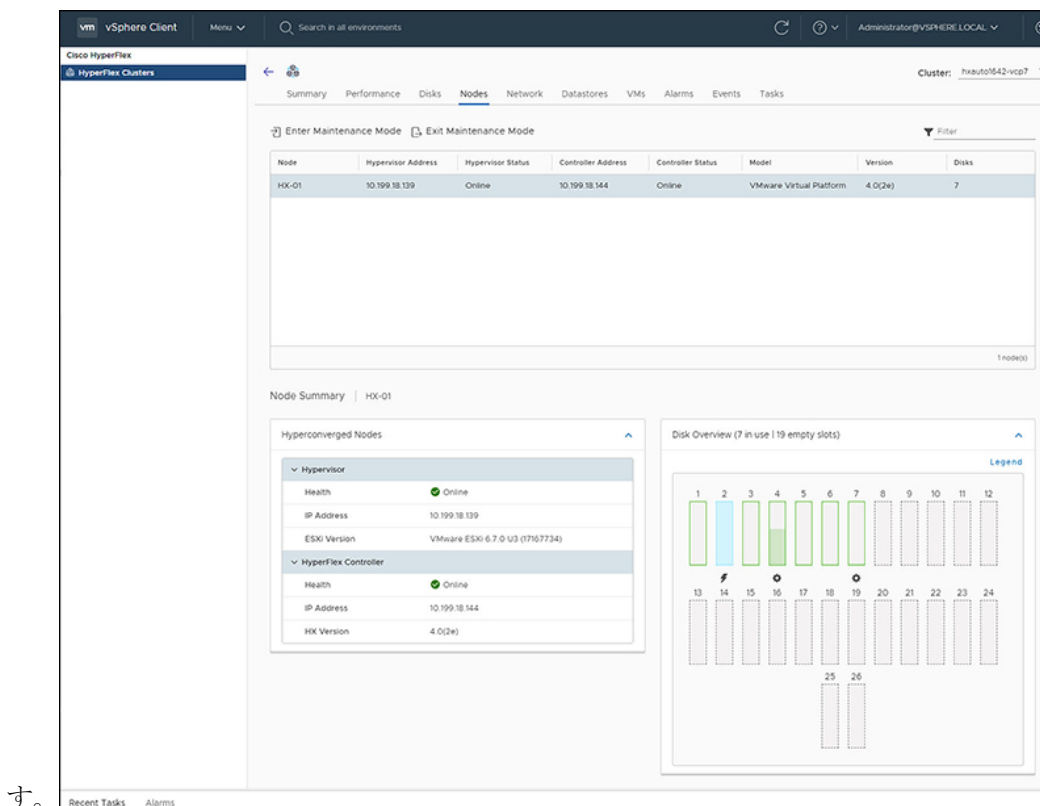 vm vSphere Client Menu Search in all environments Administrator@VSPHERE.LOCAL
Cisco HyperFlex
HyperFlex Clusters
Cluster: hxauto1642-vcp7
Summary Performance Disks Nodes Network Datastores VMs Alarms Events Tasks
Enter Maintenance Mode Exit Maintenance Mode Filter
Node Hypervisor Address Hypervisor Status Controller Address Controller Status Model Version Disks
HX-01 10.199.18.139 Online 10.199.18.144 Online VMware Virtual Platform 4.0(2e) 7
1 node(s)
Node Summary | HX-01
Hyperconverged Nodes
Hypervisor
Health Online
IP Address 10.199.18.139
ESXi Version VMware ESXi 6.7.0 U3 (17167734)
HyperFlex Controller
Health Online
IP Address 10.199.18.144
HX Version 4.0(2e)
Disk Overview (7 in use | 19 empty slots)
Legend
1 2 3 4 5 6 7 8 9 10 11 12
13 14 15 16 17 18 19 20 21 22 23 24
25 26
す。
Recent Tasks Alarms